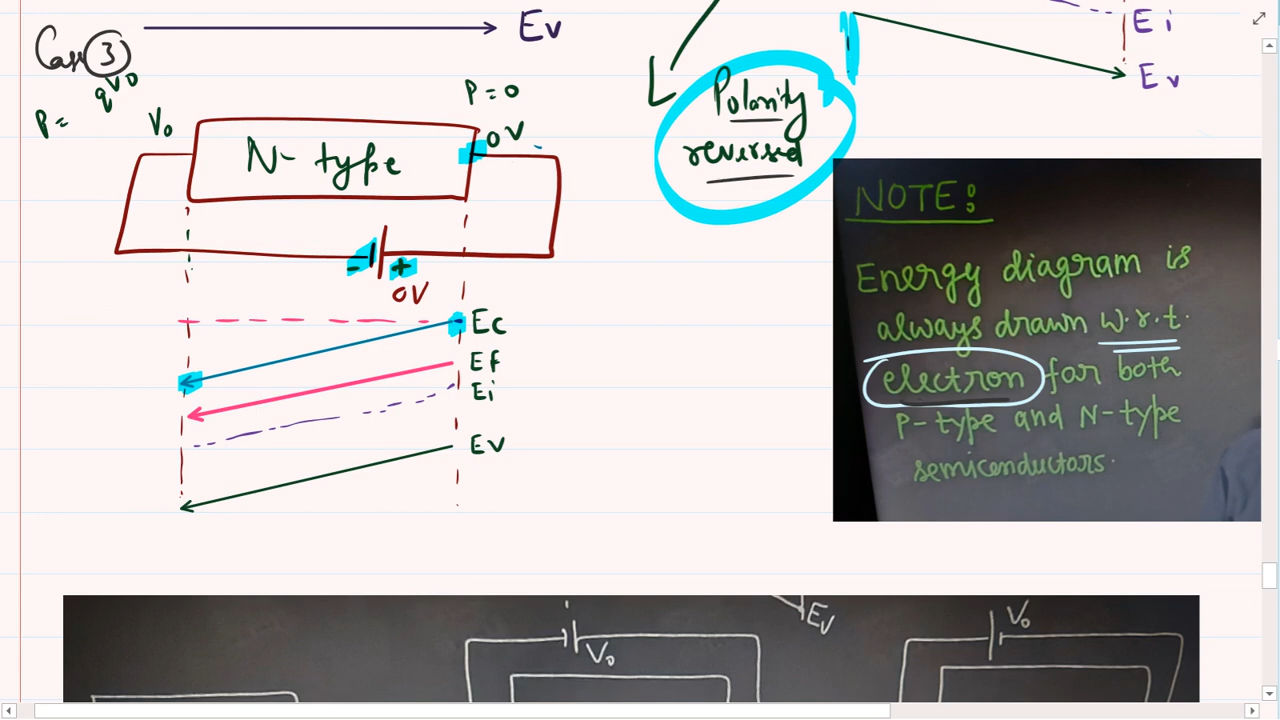 Case 3
Ev
P = qV0
V0
P = 0
0V
N-type
-
+
0V
Ec
Ef
Ei
Ev
Ei
Ev
Polarity
reversed
NOTE:
Energy diagram is
always drawn w.r.t.
electron for both
P-type and N-type
semiconductors.
V0
Ev
V0